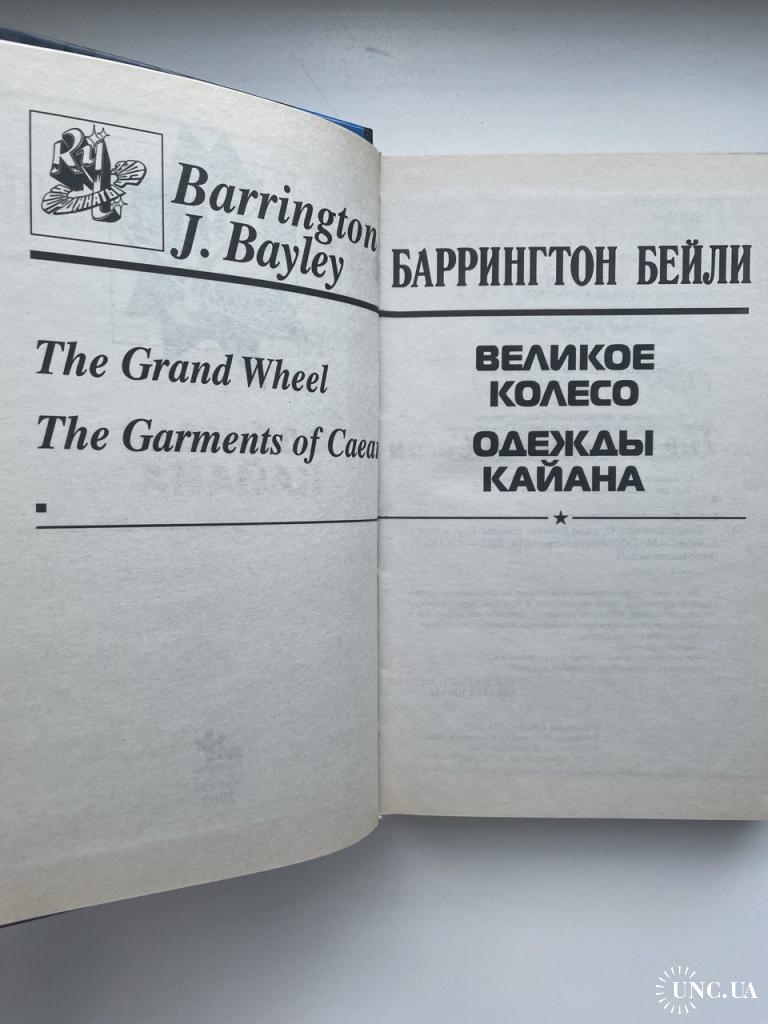 Barrington
J. Bayley
The Grand Wheel
The Garments of Caean
БАРРИНГТОН БЕЙЛИ
ВЕЛИКОЕ
КОЛЕСО
ОДЕЖДЫ
КАЙАНА
UNC.UA